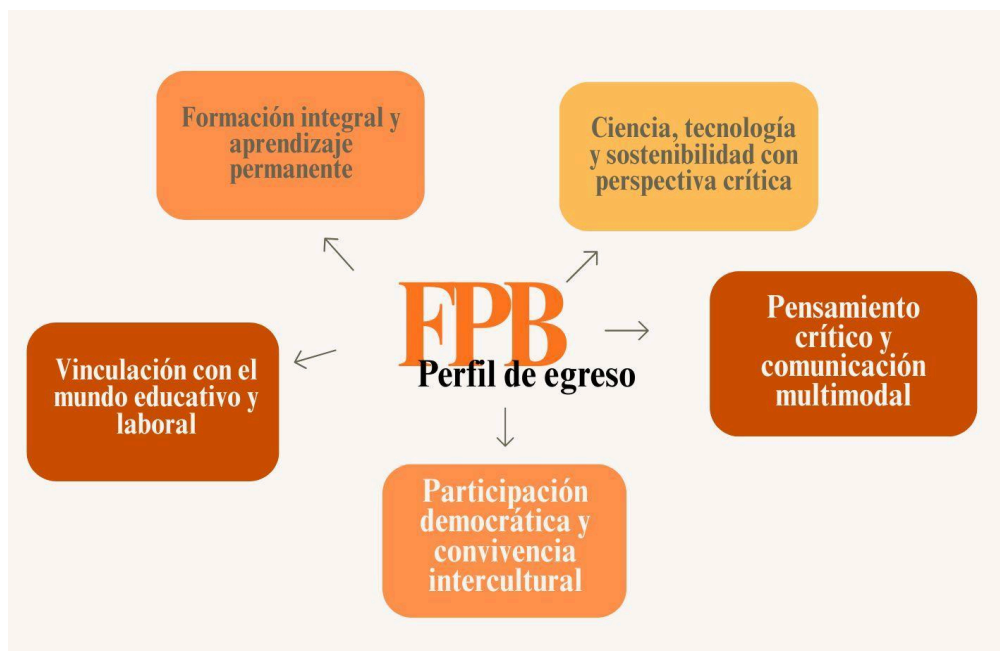 Formación integral y
aprendizaje
permanente
Ciencia, tecnología
y sostenibilidad con
perspectiva crítica
FPB
Perfil de egreso
Pensamiento
crítico y
comunicación
multimodal
Vinculación con el
mundo educativo y
laboral
Participación
democrática y
convivencia
intercultural